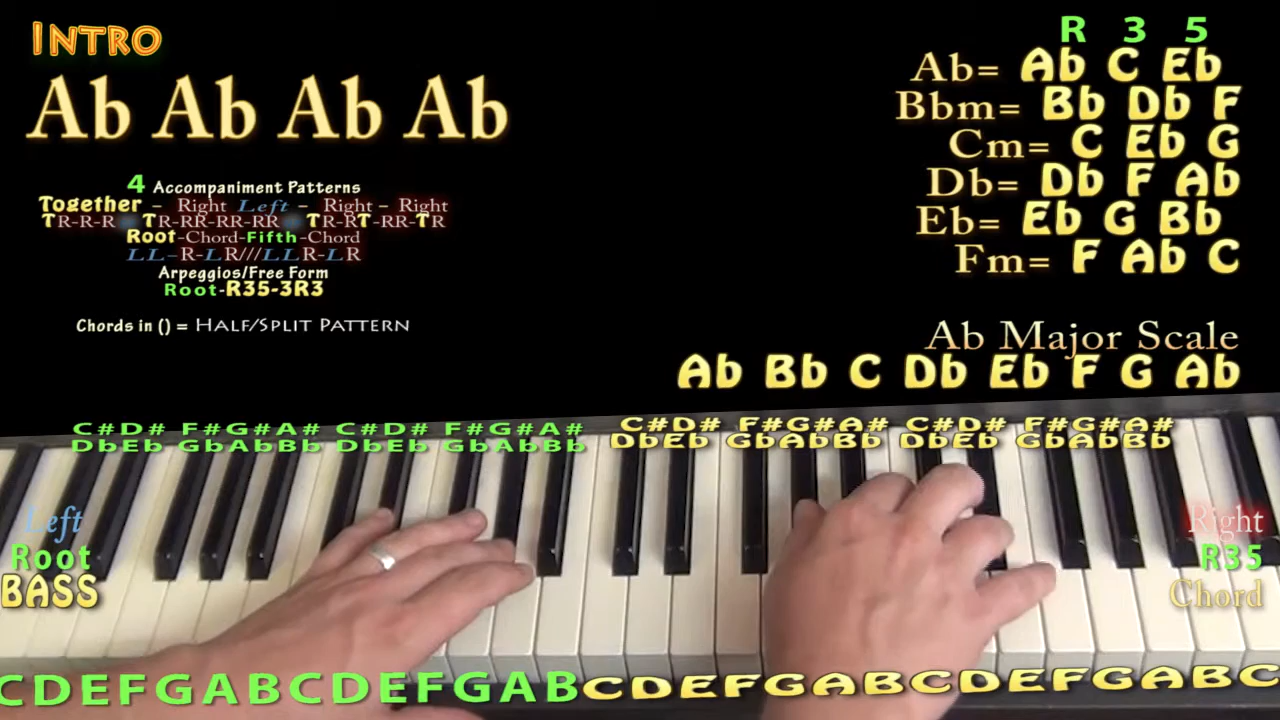 INTRO
Ab Ab Ab Ab
4 Accompaniment Patterns
Together - Right Left - Right - Right
TR-R-R TR-RR-RR-RR TR-RT-RR-TR
Root-Chord-Fifth-Chord
LL-R-LR///LLR-LR
Arpeggios/Free Form
Root-R35-3R3
Chords in () = HALF/SPLIT PATTERN
R 3 5
Ab= Ab C Eb
Bbm= Bb Db F
Cm= C Eb G
Db= Db F Ab
Eb= Eb G Bb
Fm= F Ab C
Ab Major Scale
Ab Bb C Db Eb F G Ab
C#D# F#G#A# C#D# F#G#A# C#D# F#G#A# C#D# F#G#A#
DbEb GbAbBb DbEb GbAbBb DbEb GbAbBb DbEb GbAbBb
Left
Root
BASS
Right
R35
Chord
CDEFGABCDEFGABCDEFGABCDEFGABC